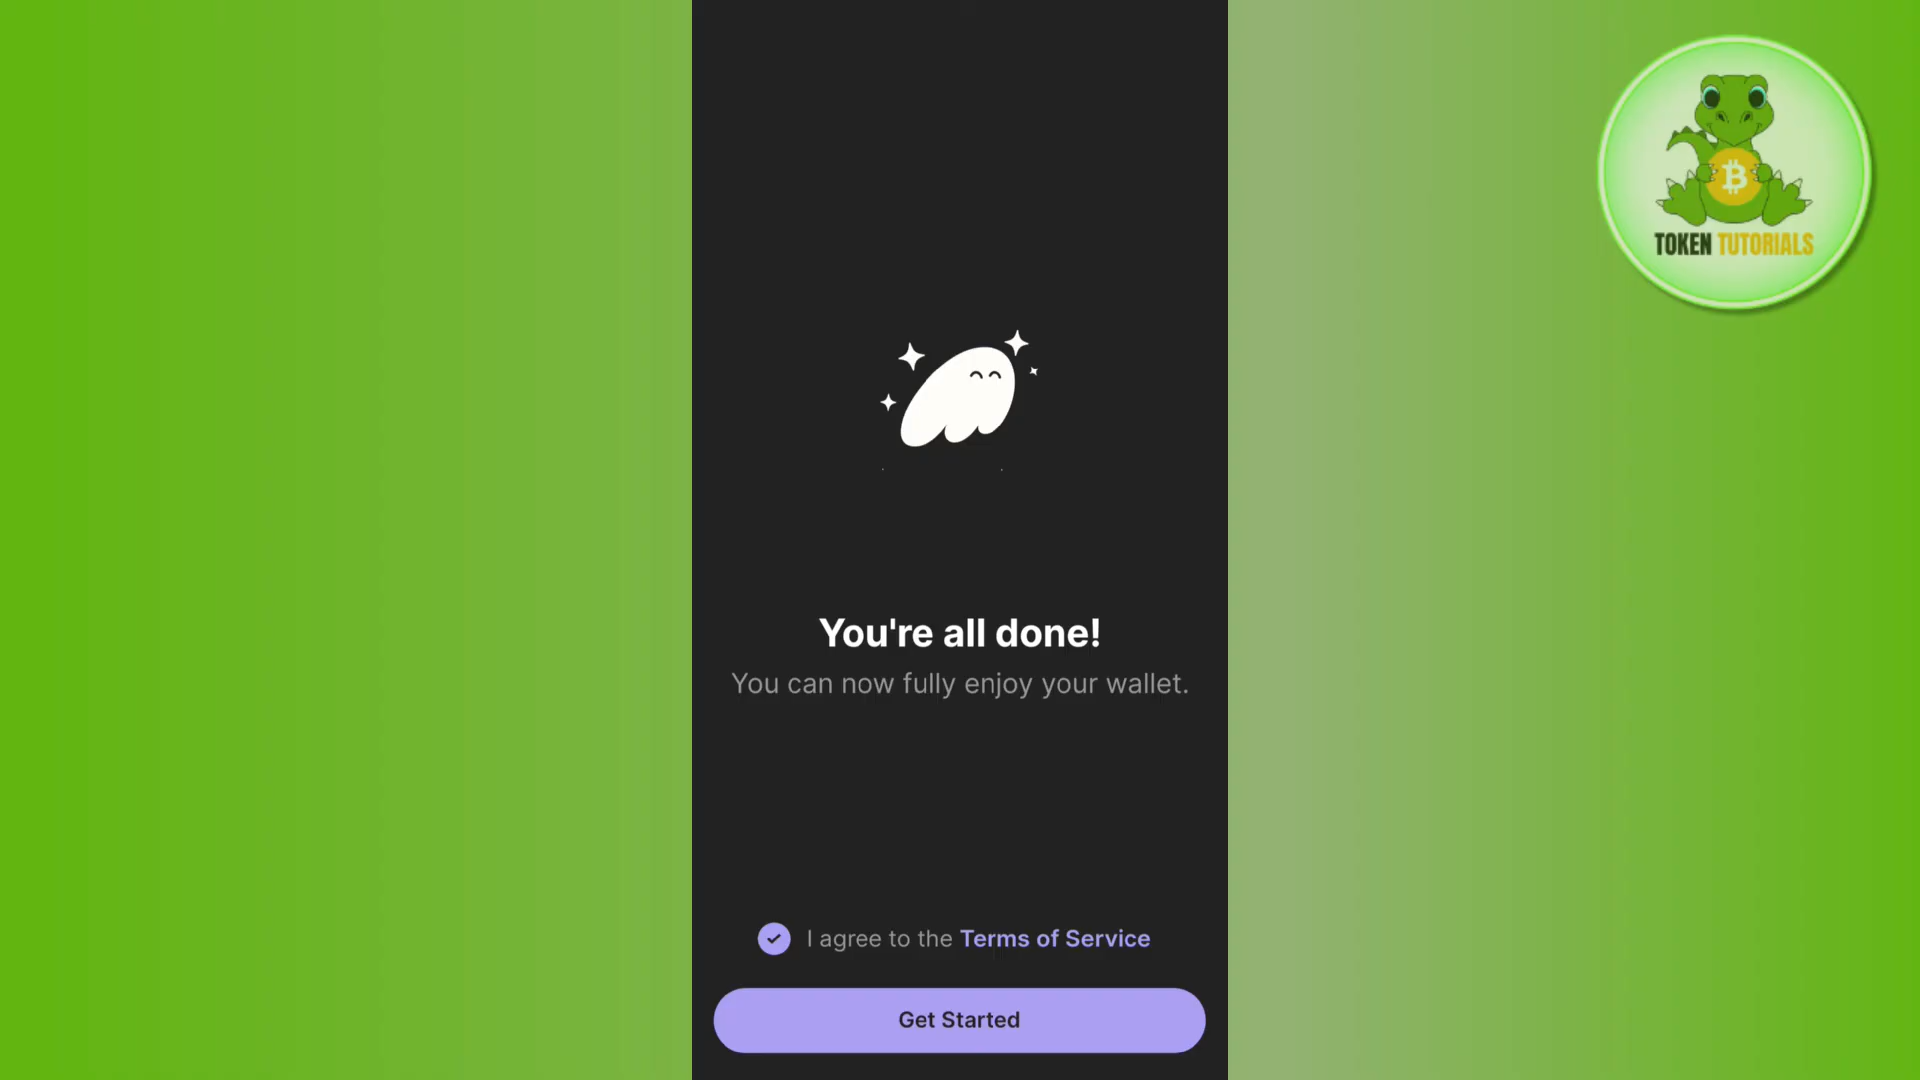 TOKEN TUTORIALS
You're all done!
You can now fully enjoy your wallet.
I agree to the Terms of Service
Get Started